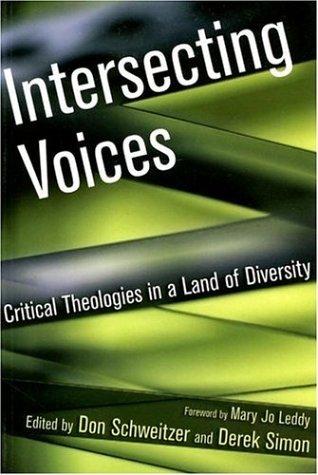 Intersecting
Voices
Critical Theologies in a Land of Diversity
Foreword by Mary Jo Leddy
Edited by Don Schweitzer and Derek Simon